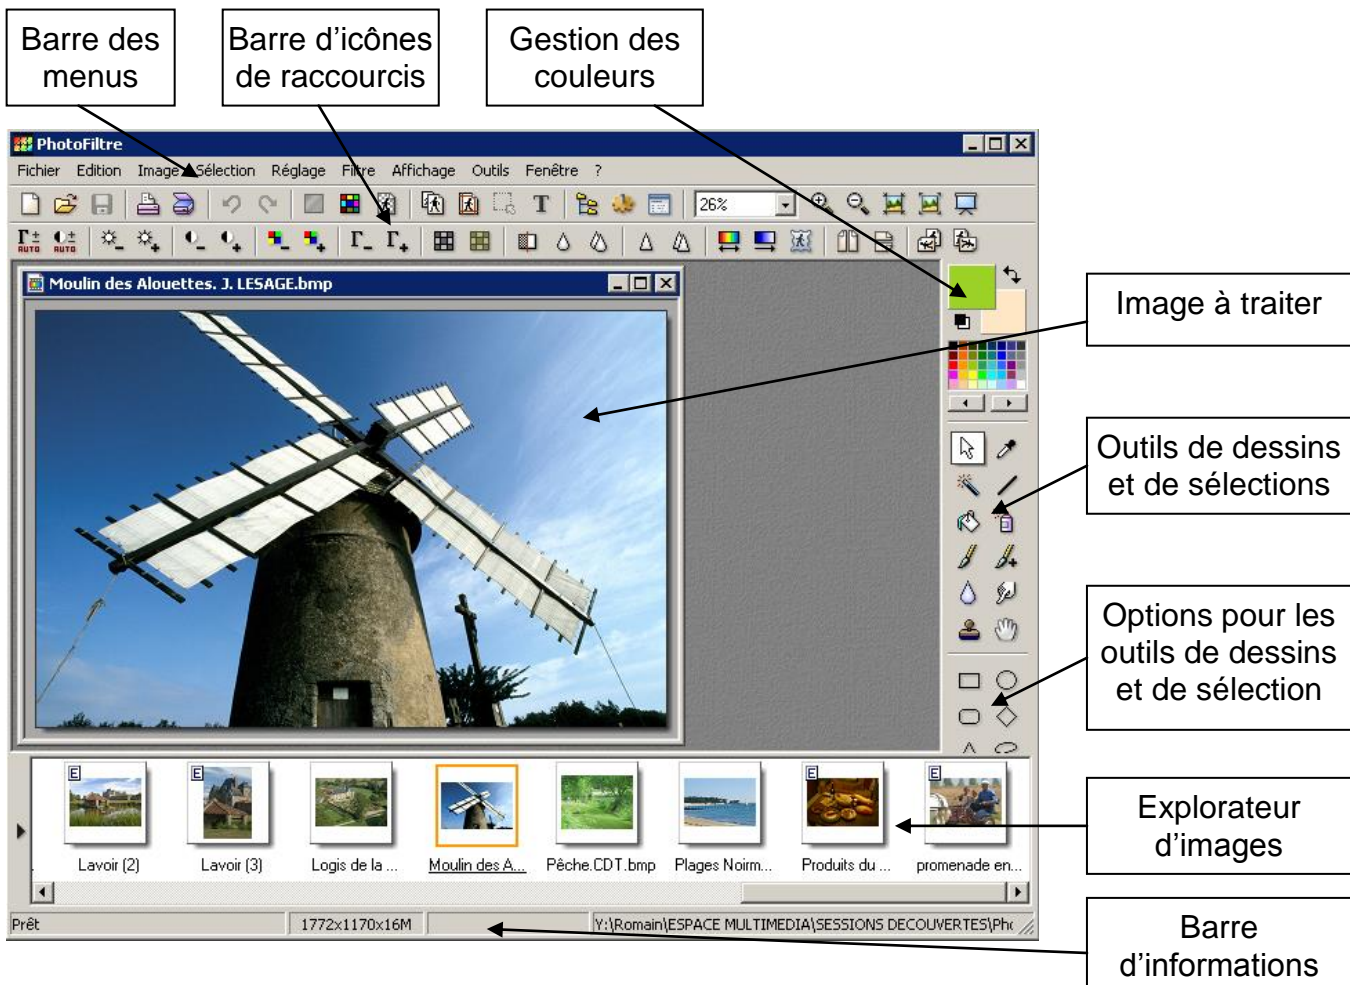 Barre des
menus
Barre d'icônes
de raccourcis
Gestion des
couleurs
PhotoFiltre
Fichier Edition Image Sélection Réglage Filtre Affichage Outils Fenêtre ?
T 26%
AUTO AUTO Γ Γ
Moulin des Alouettes. J. LESAGE.bmp
Image à traiter
Outils de dessins
et de sélections
Options pour les
outils de dessins
et de sélection
E E E E
Lavoir (2) Lavoir (3) Logis de la ... Moulin des A... Pêche.CDT.bmp Plages Noirm... Produits du ... promenade en...
Explorateur
d'images
Prêt 1772x1170x16M Y:\Romain\ESPACE MULTIMEDIA\SESSIONS DECOUVERTES\Pho
Barre
d'informations